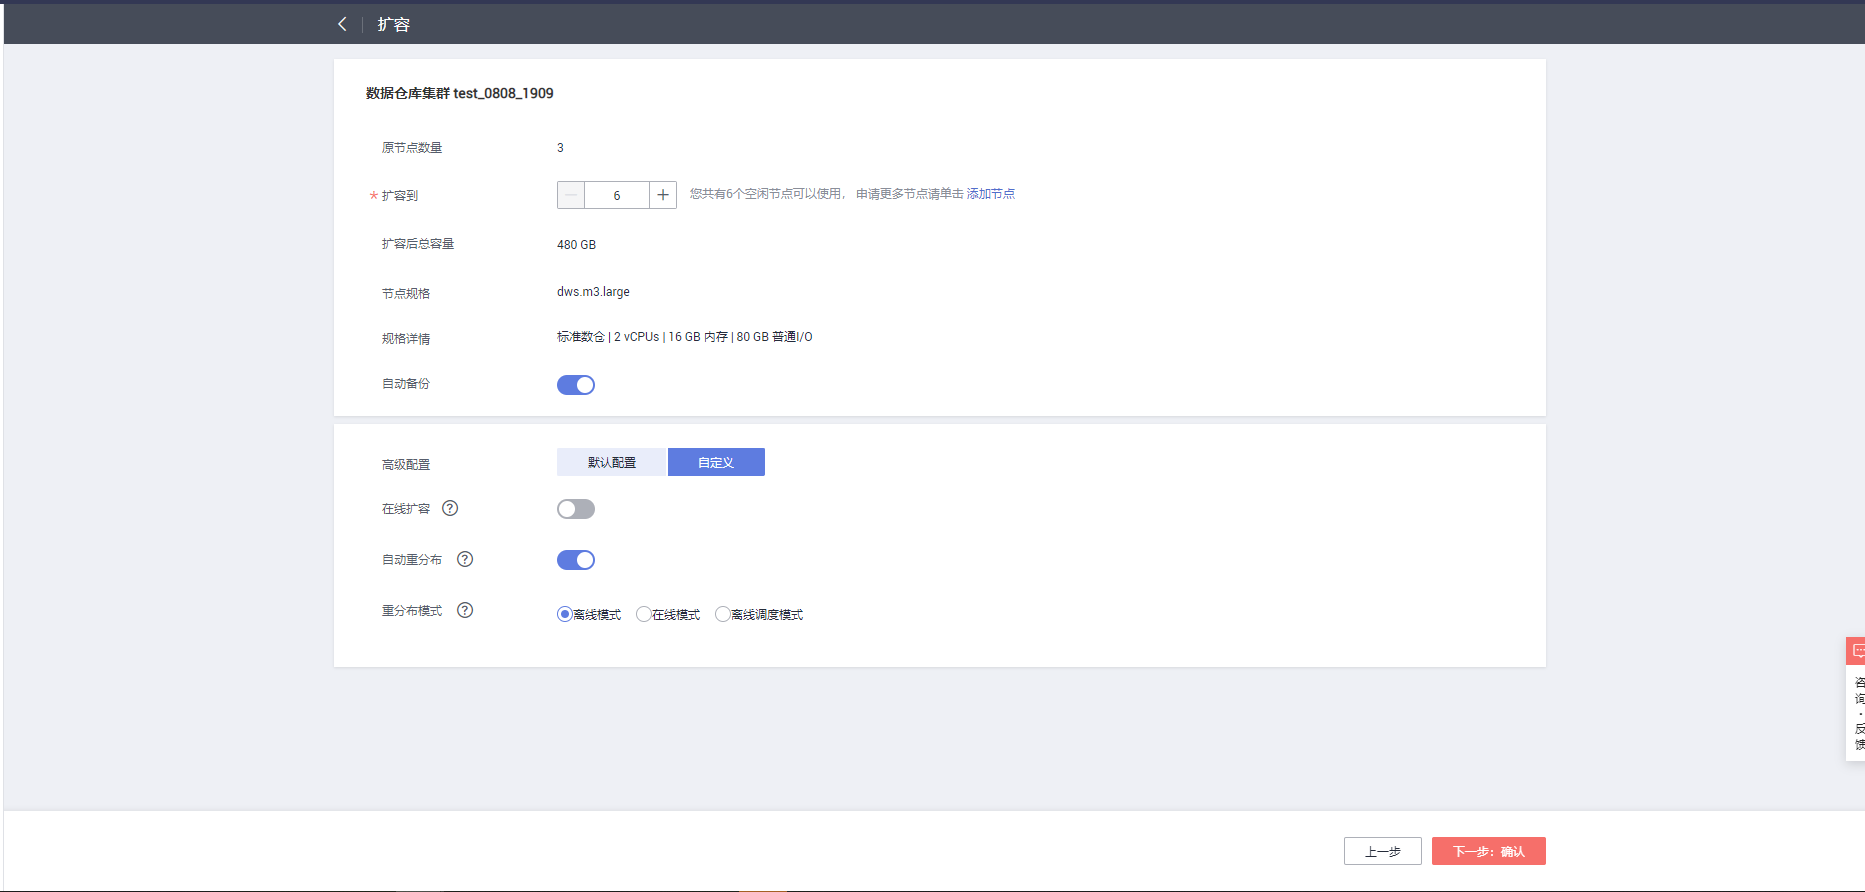 扩容
数据仓库集群 test_0808_1909
原节点数量 3
* 扩容到 6 您共有6个空闲节点可以使用， 申请更多节点请单击 添加节点
扩容后总容量 480 GB
节点规格 dws.m3.large
规格详情 标准数仓 | 2 vCPUs | 16 GB 内存 | 80 GB 普通I/O
自动备份
高级配置 默认配置 自定义
在线扩容 ?
自动重分布 ?
重分布模式 ? 离线模式 在线模式 离线调度模式
咨询·反馈
上一步 下一步：确认